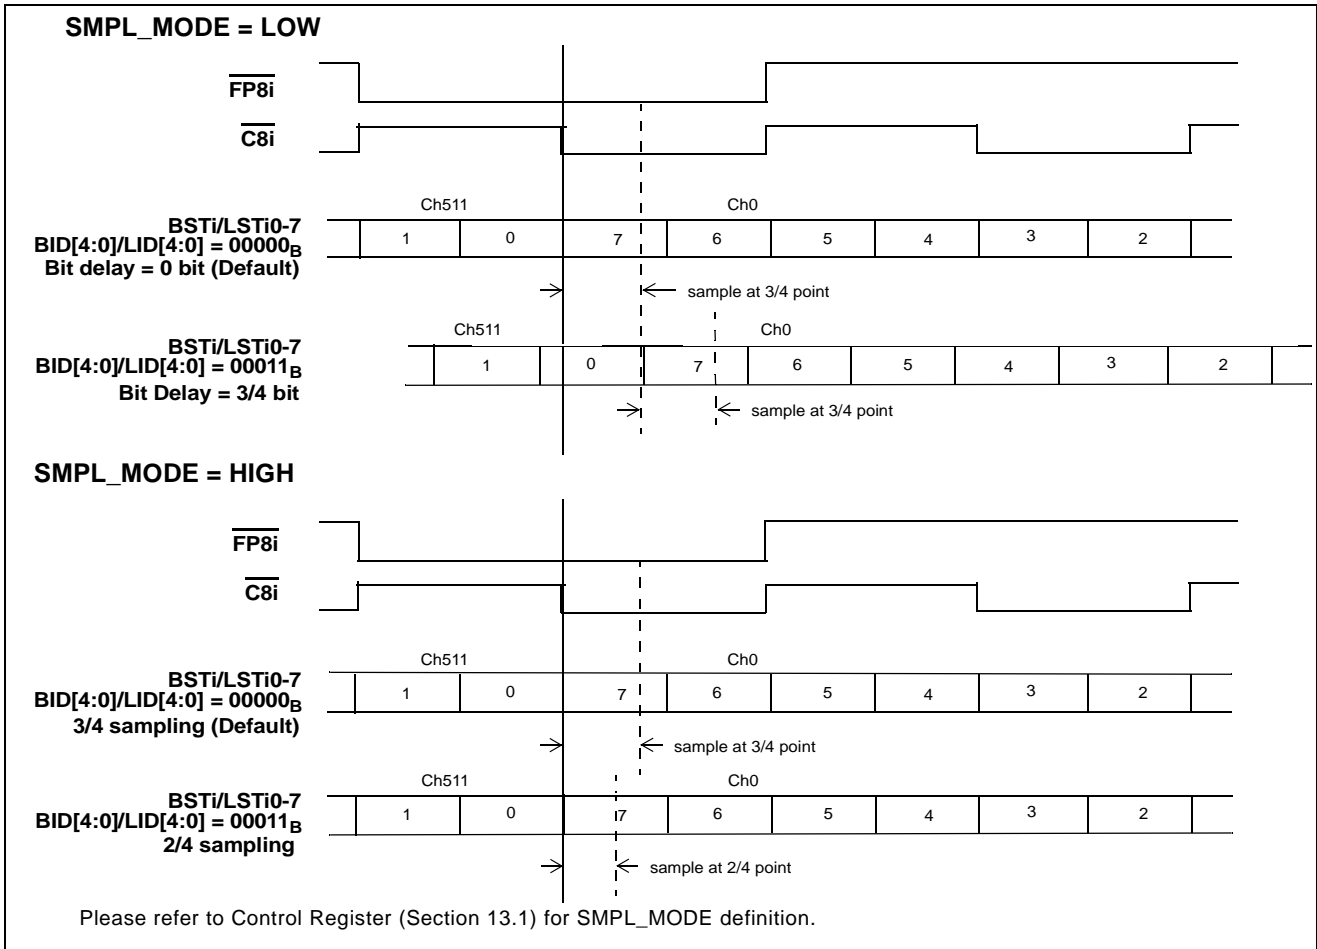 SMPL_MODE = LOW
FP8i
C8i
Ch511 Ch0
BSTi/LSTi0-7
BID[4:0]/LID[4:0] = 00000B
Bit delay = 0 bit (Default)
1 0 7 6 5 4 3 2
sample at 3/4 point
Ch511 Ch0
BSTi/LSTi0-7
BID[4:0]/LID[4:0] = 00011B
Bit Delay = 3/4 bit
1 0 7 6 5 4 3 2
sample at 3/4 point
SMPL_MODE = HIGH
FP8i
C8i
Ch511 Ch0
BSTi/LSTi0-7
BID[4:0]/LID[4:0] = 00000B
3/4 sampling (Default)
1 0 7 6 5 4 3 2
sample at 3/4 point
Ch511 Ch0
BSTi/LSTi0-7
BID[4:0]/LID[4:0] = 00011B
2/4 sampling
1 0 7 6 5 4 3 2
sample at 2/4 point
Please refer to Control Register (Section 13.1) for SMPL_MODE definition.